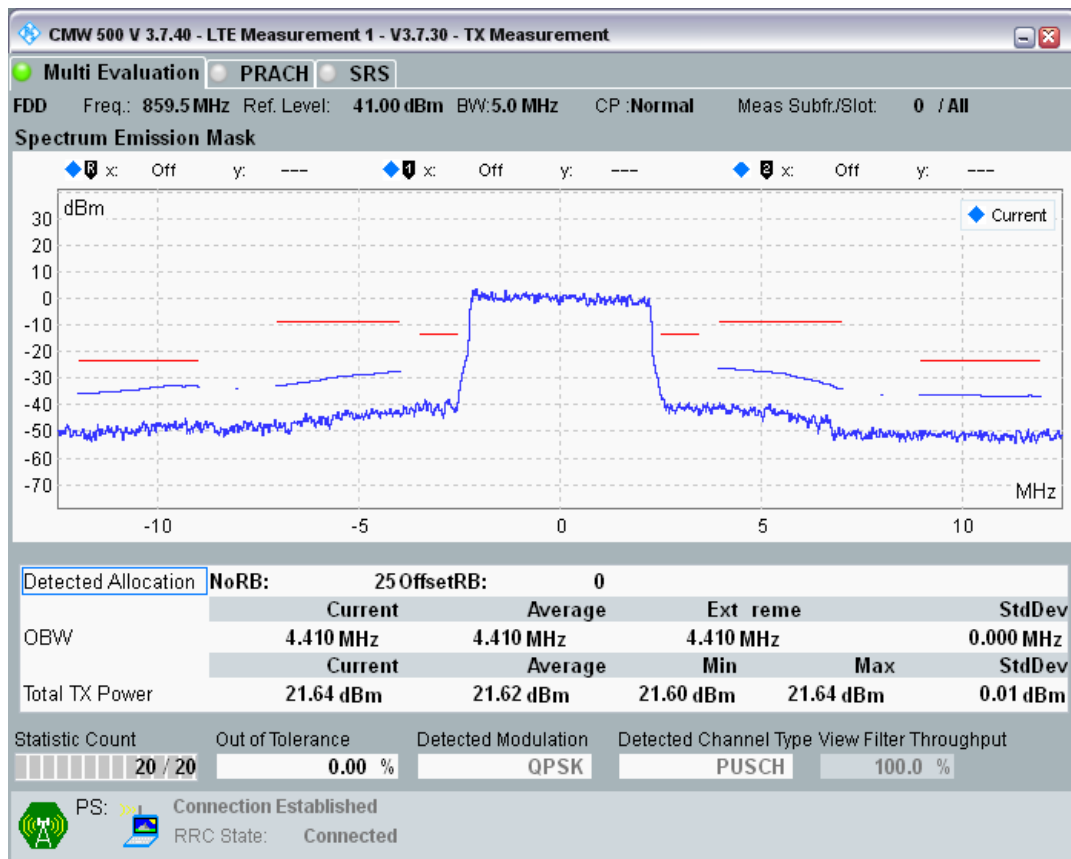 CMW 500 V 3.7.40 - LTE Measurement 1 - V3.7.30 - TX Measurement
Multi Evaluation PRACH SRS
FDD Freq.: 859.5 MHz Ref. Level: 41.00 dBm BW:5.0 MHz CP :Normal Meas Subfr./Slot: 0 / All
Spectrum Emission Mask
R x: Off y: --- 1 x: Off y: --- 2 x: Off y: ---
dBm
Current
30
20
10
0
-10
-20
-30
-40
-50
-60
-70
MHz
-10 -5 0 5 10
Detected Allocation NoRB: 25 OffsetRB: 0
Current Average Ext reme StdDev
OBW 4.410 MHz 4.410 MHz 4.410 MHz 0.000 MHz
Current Average Min Max StdDev
Total TX Power 21.64 dBm 21.62 dBm 21.60 dBm 21.64 dBm 0.01 dBm
Statistic Count Out of Tolerance Detected Modulation Detected Channel Type View Filter Throughput
20 / 20 0.00 % QPSK PUSCH 100.0 %
PS: Connection Established
RRC State: Connected